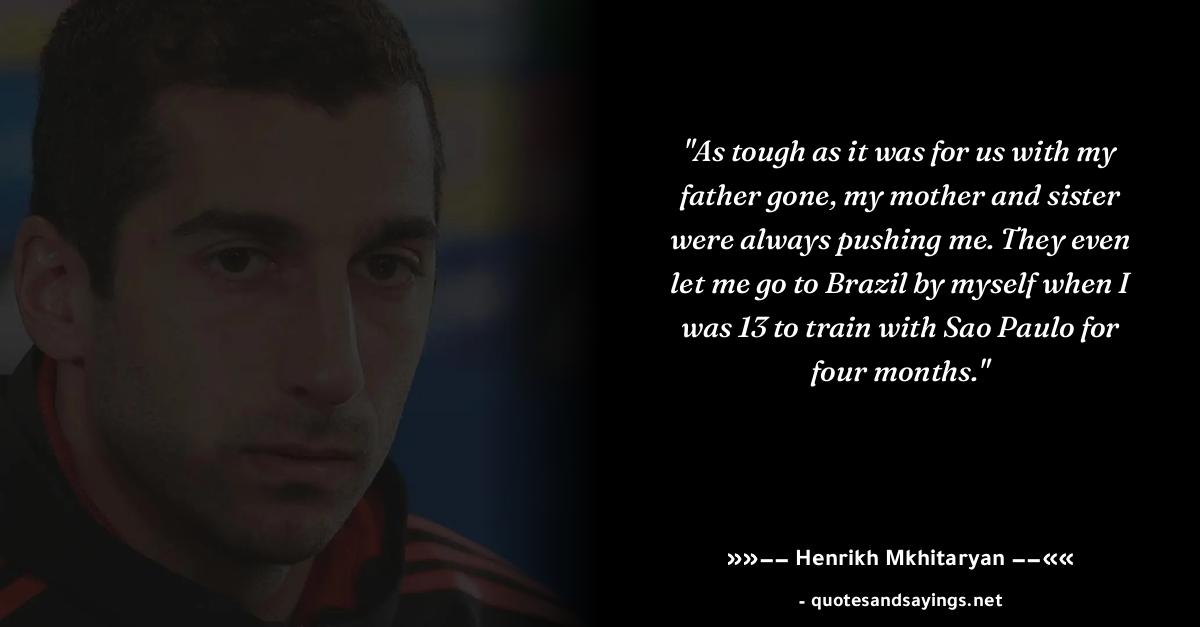 "As tough as it was for us with my
father gone, my mother and sister
were always pushing me. They even
let me go to Brazil by myself when I
was 13 to train with Sao Paulo for
four months."
»»−− Henrikh Mkhitaryan −−««
- quotesandsayings.net